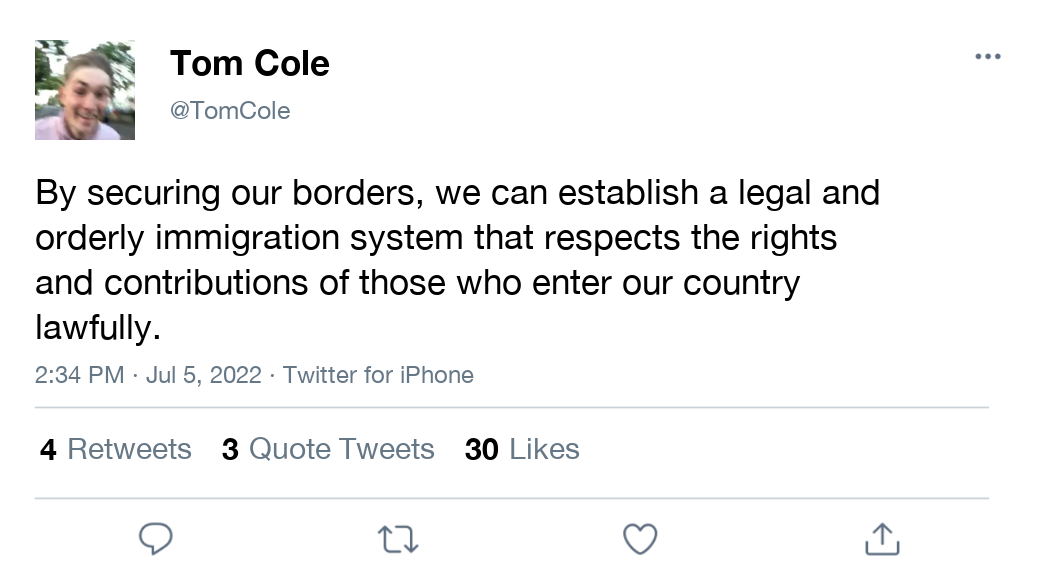 Tom Cole
@TomCole
By securing our borders, we can establish a legal and
orderly immigration system that respects the rights
and contributions of those who enter our country
lawfully.
2:34 PM · Jul 5, 2022 · Twitter for iPhone
4 Retweets 3 Quote Tweets 30 Likes